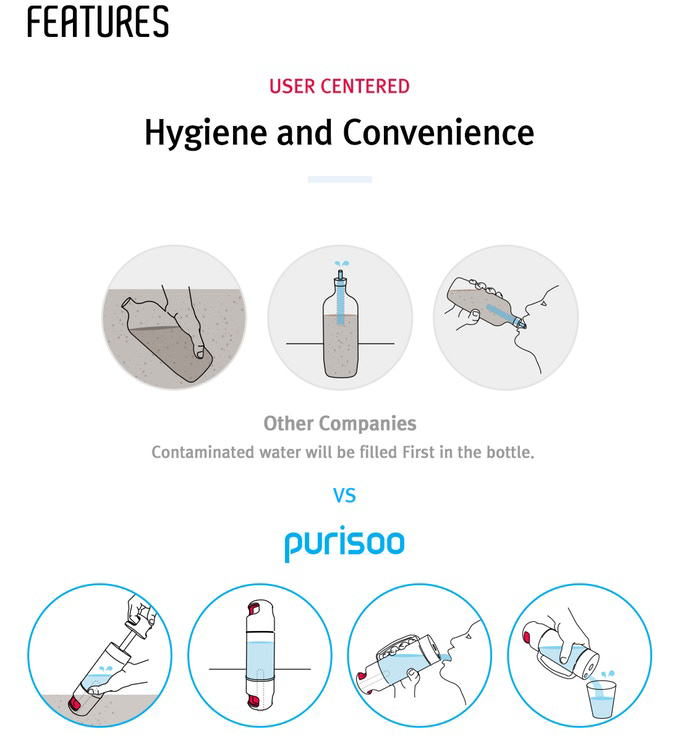 FEATURES
USER CENTERED
Hygiene and Convenience
Other Companies
Contaminated water will be filled First in the bottle.
VS
purisoo